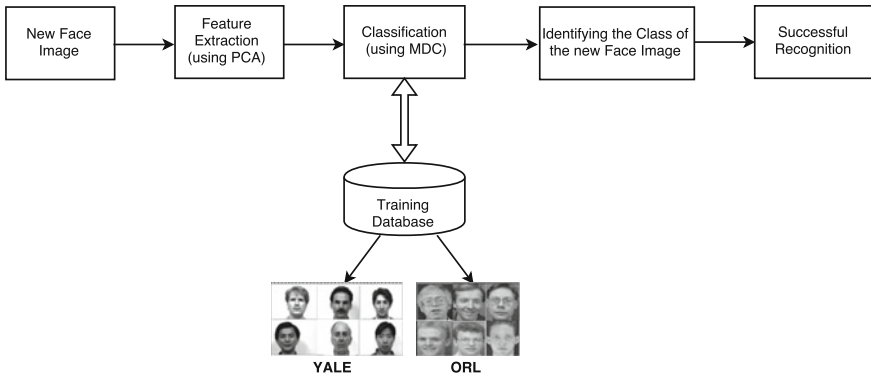 New Face
Image
Feature
Extraction
(using PCA)
Classification
(using MDC)
Identifying the Class of
the new Face Image
Successful
Recognition
Training
Database
YALE
ORL